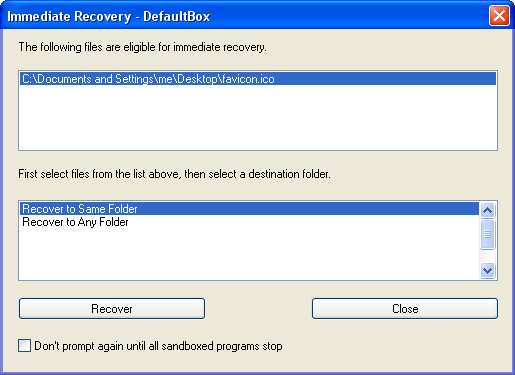 Immediate Recovery - DefaultBox
The following files are eligible for immediate recovery.
C:\Documents and Settings\me\Desktop\favicon.ico
First select files from the list above, then select a destination folder.
Recover to Same Folder
Recover to Any Folder
Recover
Close
Don't prompt again until all sandboxed programs stop